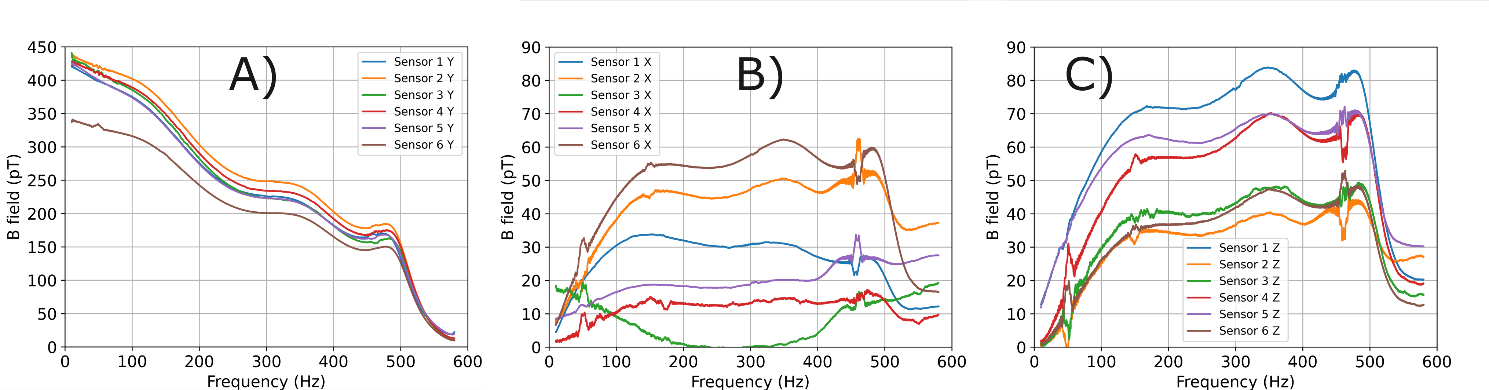 A)
450
400
350
300
250
200
150
100
50
0
B field (pT)
0 100 200 300 400 500 600
Frequency (Hz)
Sensor 1 Y
Sensor 2 Y
Sensor 3 Y
Sensor 4 Y
Sensor 5 Y
Sensor 6 Y
B)
90
80
70
60
50
40
30
20
10
0
B field (pT)
0 100 200 300 400 500 600
Frequency (Hz)
Sensor 1 X
Sensor 2 X
Sensor 3 X
Sensor 4 X
Sensor 5 X
Sensor 6 X
C)
90
80
70
60
50
40
30
20
10
0
B field (pT)
0 100 200 300 400 500 600
Frequency (Hz)
Sensor 1 Z
Sensor 2 Z
Sensor 3 Z
Sensor 4 Z
Sensor 5 Z
Sensor 6 Z